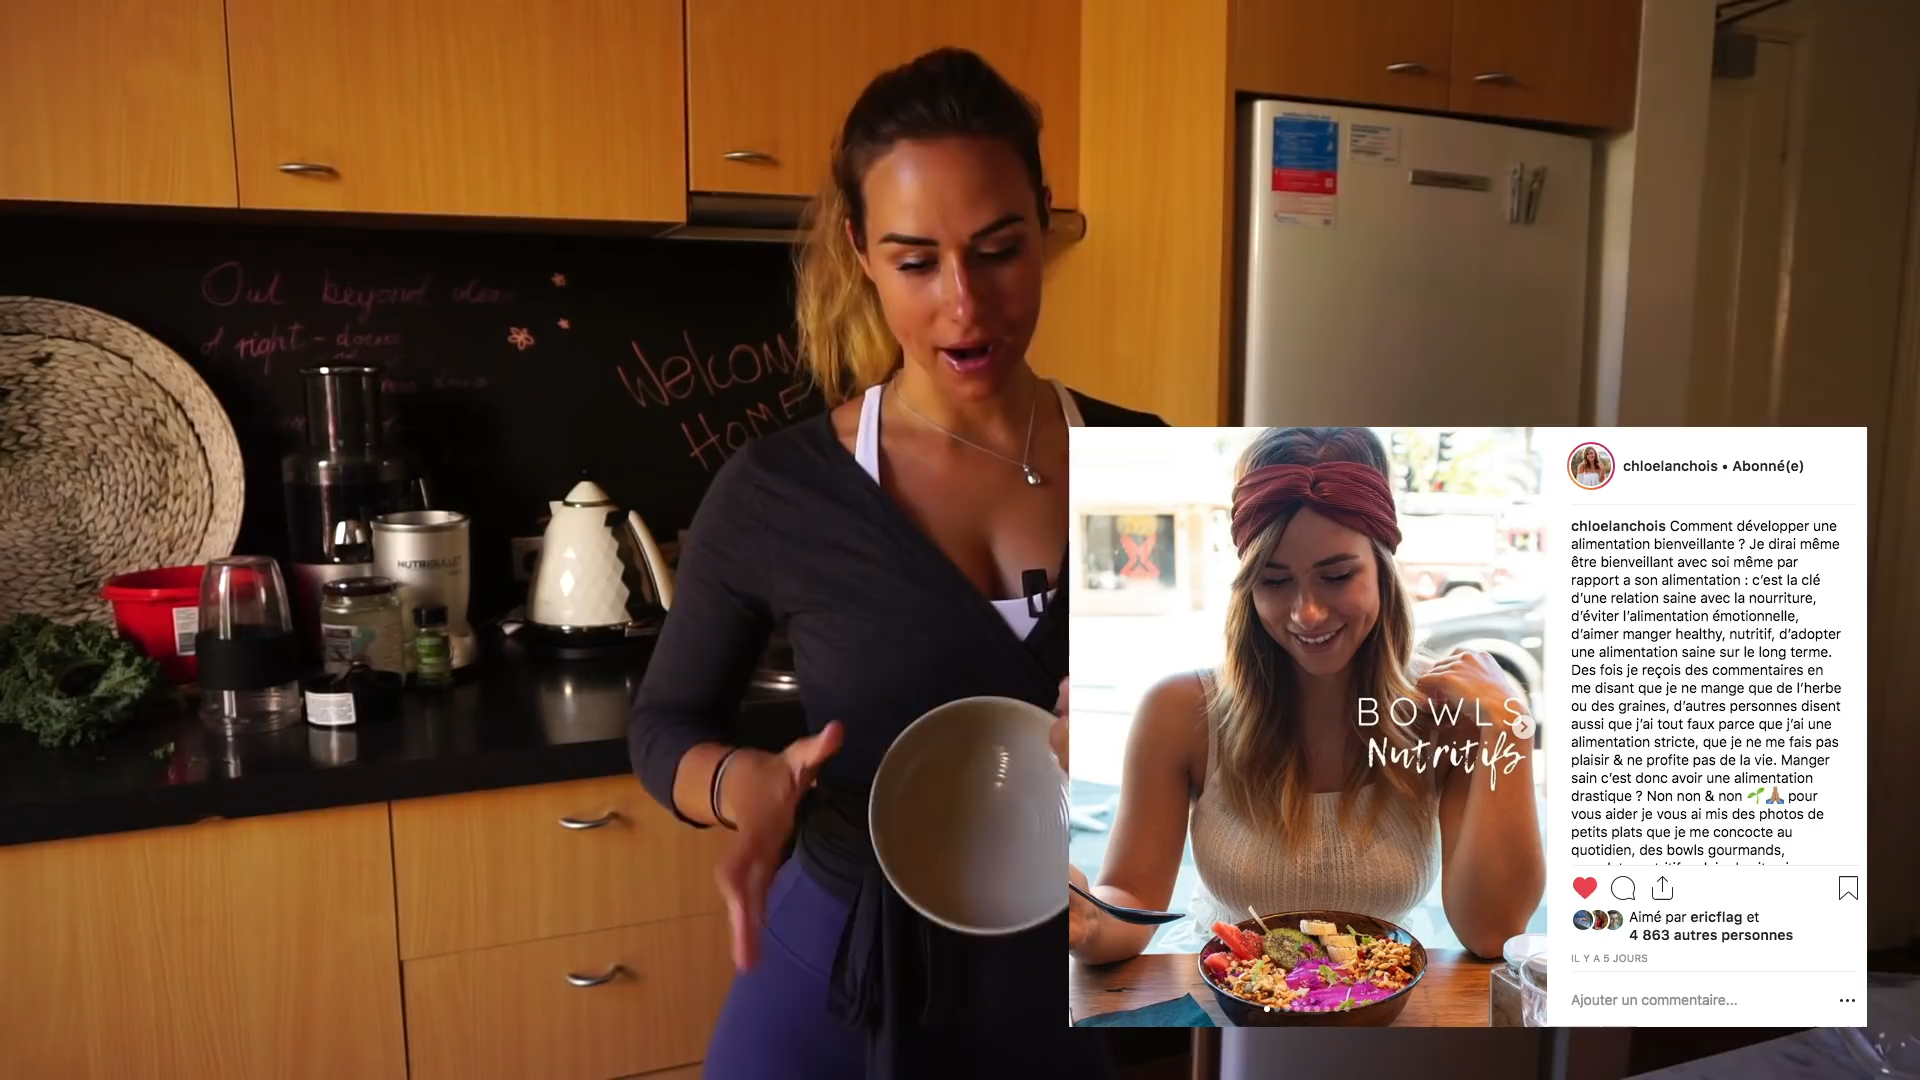 Out beyond ideas
of right-doing
Welcome
Home
NUTRIBULLET
BOWLS
Nutritifs
chloelanchois • Abonné(e)
chloelanchois Comment développer une
alimentation bienveillante ? Je dirai même
être bienveillant avec soi même par
rapport a son alimentation : c’est la clé
d’une relation saine avec la nourriture,
d’éviter l’alimentation émotionnelle,
d’aimer manger healthy, nutritif, d’adopter
une alimentation saine sur le long terme.
Des fois je reçois des commentaires en
me disant que je ne mange que de l’herbe
ou des graines, d’autres personnes disent
aussi que j’ai tout faux parce que j’ai une
alimentation stricte, que je ne me fais pas
plaisir & ne profite pas de la vie. Manger
sain c’est donc avoir une alimentation
drastique ? Non non & non 🌱🙏🏽 pour
vous aider je vous ai mis des photos de
petits plats que je me concocte au
quotidien, des bowls gourmands,
Aimé par ericflag et
4 863 autres personnes
IL Y A 5 JOURS
Ajouter un commentaire...